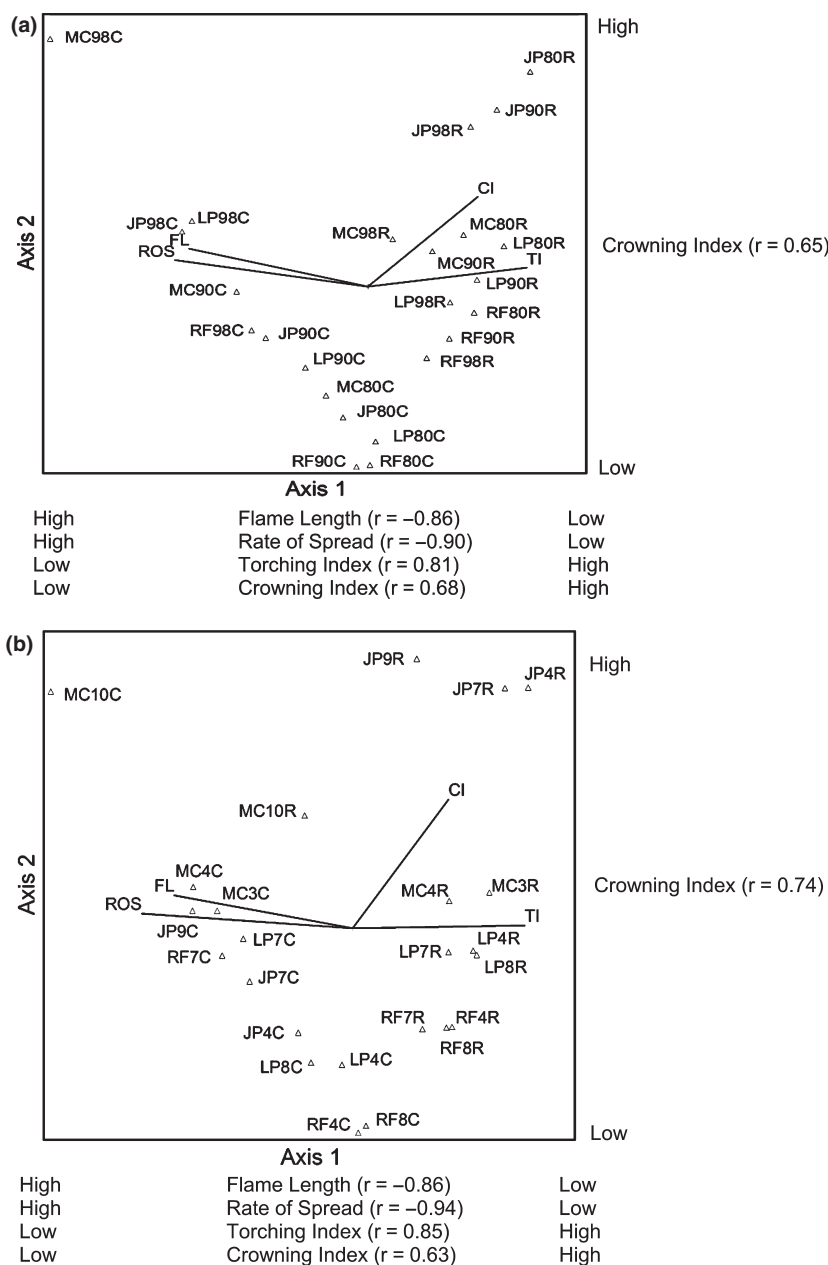 (a)
MC98C
High
JP80R
JP90R
JP98R
CI
JP98C
LP98C
FL
ROS
MC98R
MC80R
LP80R
MC90R
TI
Crowning Index (r = 0.65)
Axis 2
MC90C
LP90R
LP98R
RF80R
RF98C
JP90C
RF90R
LP90C
RF98R
MC80C
JP80C
LP80C
RF90C
RF80C
Low
Axis 1
High Flame Length (r = −0.86) Low
High Rate of Spread (r = −0.90) Low
Low Torching Index (r = 0.81) High
Low Crowning Index (r = 0.68) High
(b)
JP9R
High
JP4R
JP7R
MC10C
CI
MC10R
MC4C
FL
MC3C
MC4R
MC3R
Crowning Index (r = 0.74)
Axis 2
ROS
TI
JP9C
LP7C
LP4R
RF7C
LP7R
LP8R
JP7C
RF7R
RF4R
JP4C
RF8R
LP8C
LP4C
RF4C
RF8C
Low
Axis 1
High Flame Length (r = −0.86) Low
High Rate of Spread (r = −0.94) Low
Low Torching Index (r = 0.85) High
Low Crowning Index (r = 0.63) High